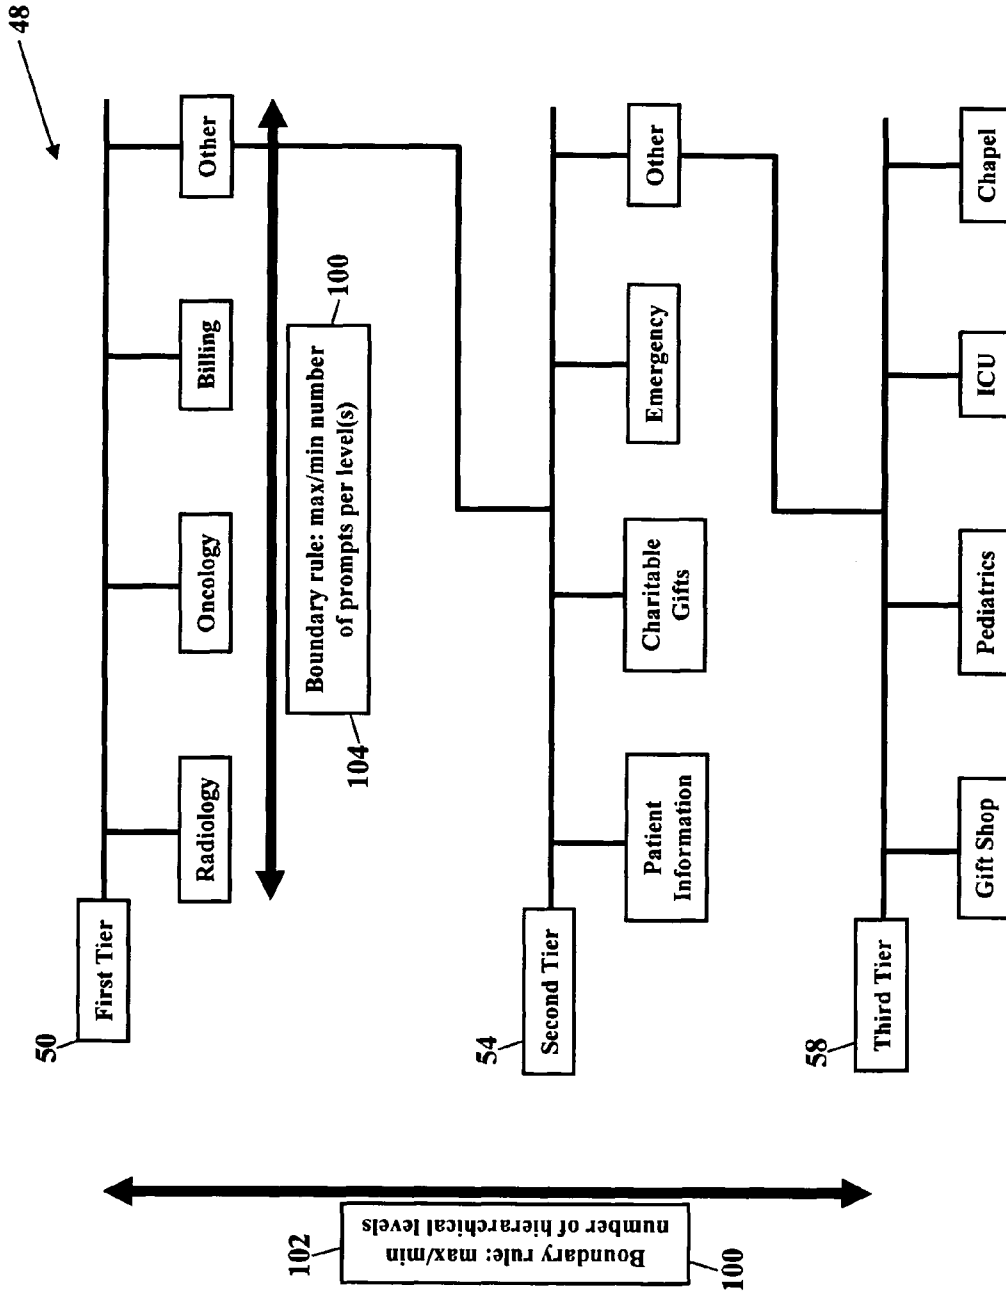 48
50
First Tier
Radiology
Oncology
Billing
Other
100
Boundary rule: max/min number
of prompts per level(s)
104
54
Second Tier
Patient
Information
Charitable
Gifts
Emergency
Other
58
Third Tier
Gift Shop
Pediatrics
ICU
Chapel
102
Boundary rule: max/min
number of hierarchical levels
100